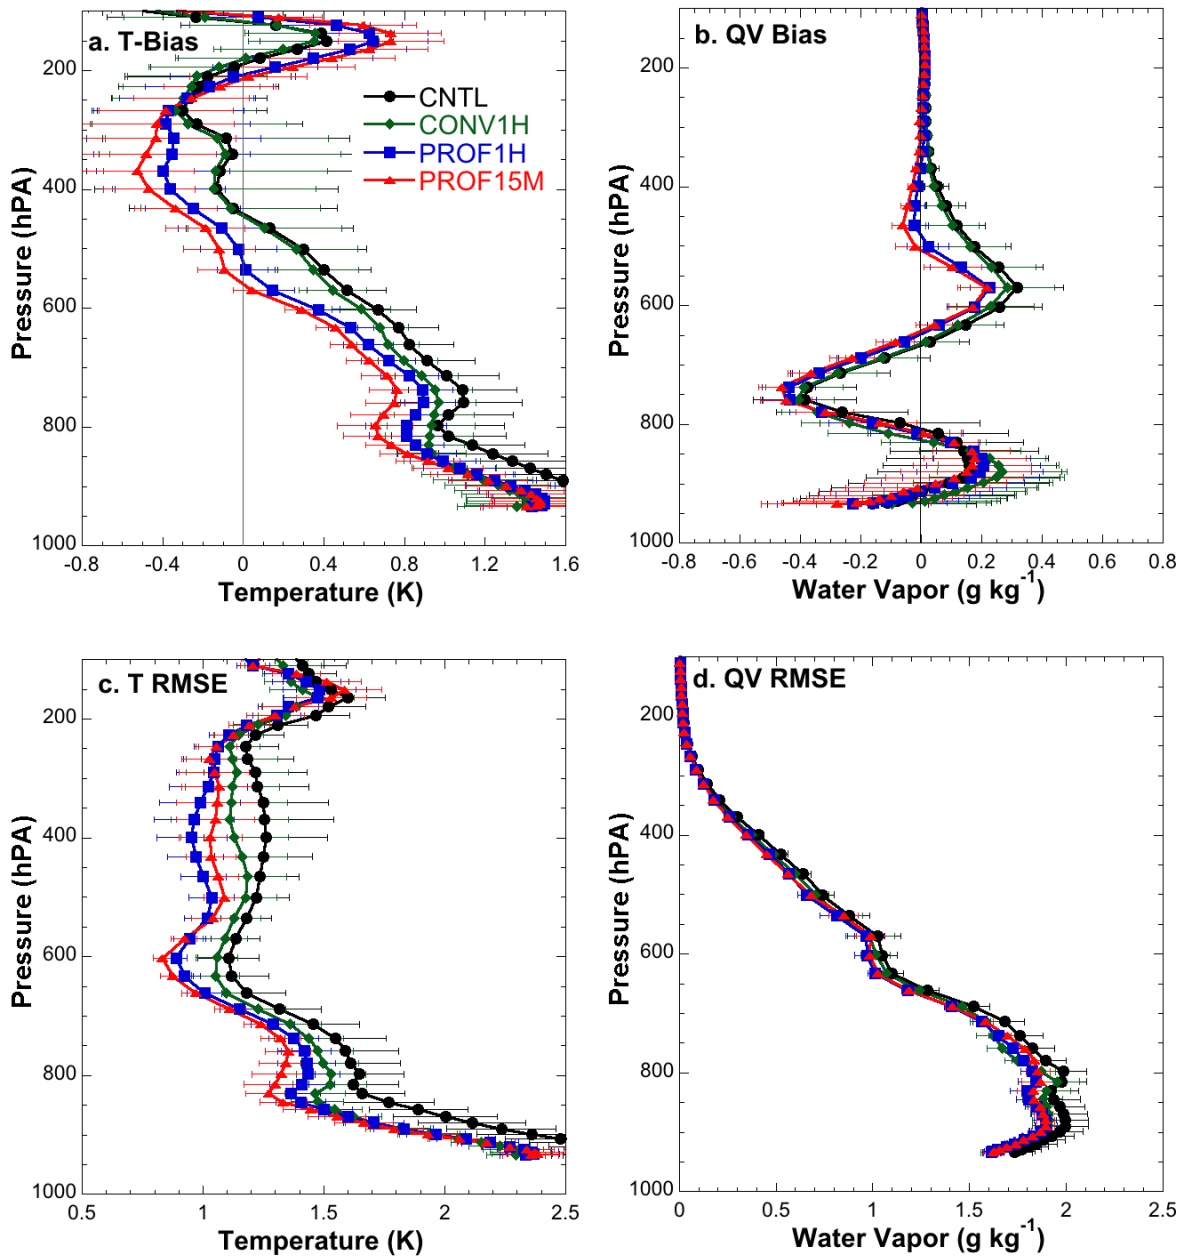 a. T-Bias
200
400
600
800
1000
Pressure (hPA)
-0.8
-0.4
0
0.4
0.8
1.2
1.6
Temperature (K)
CNTL
CONV1H
PROF1H
PROF15M
b. QV Bias
200
400
600
800
1000
Pressure (hPA)
-0.8
-0.6
-0.4
-0.2
0
0.2
0.4
0.6
0.8
Water Vapor (g kg⁻¹)
c. T RMSE
200
400
600
800
1000
Pressure (hPA)
1
1.5
2
2.5
Temperature (K)
d. QV RMSE
200
400
600
800
1000
Pressure (hPA)
0
0.5
1
1.5
2
2.5
Water Vapor (g kg⁻¹)